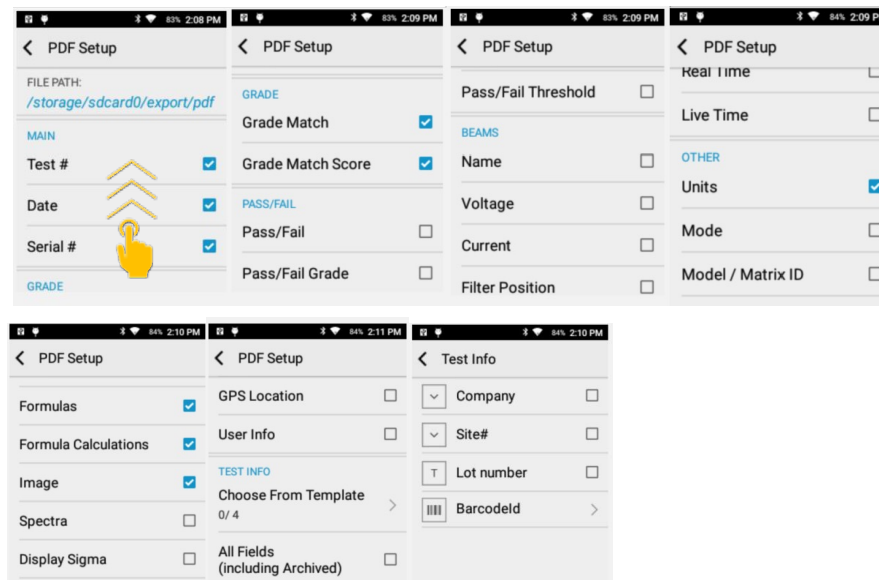 83% 2:08 PM
PDF Setup
FILE PATH:
/storage/sdcard0/export/pdf
MAIN
Test #
Date
Serial #
GRADE
83% 2:09 PM
PDF Setup
GRADE
Grade Match
Grade Match Score
PASS/FAIL
Pass/Fail
Pass/Fail Grade
83% 2:09 PM
PDF Setup
Pass/Fail Threshold
BEAMS
Name
Voltage
Current
Filter Position
84% 2:09 P
PDF Setup
Real Time
Live Time
OTHER
Units
Mode
Model / Matrix ID
84% 2:10 PM
PDF Setup
Formulas
Formula Calculations
Image
Spectra
Display Sigma
84% 2:11 PM
PDF Setup
GPS Location
User Info
TEST INFO
Choose From Template
0/ 4
All Fields
(including Archived)
84% 2:10 PM
Test Info
Company
Site#
T Lot number
BarcodeId